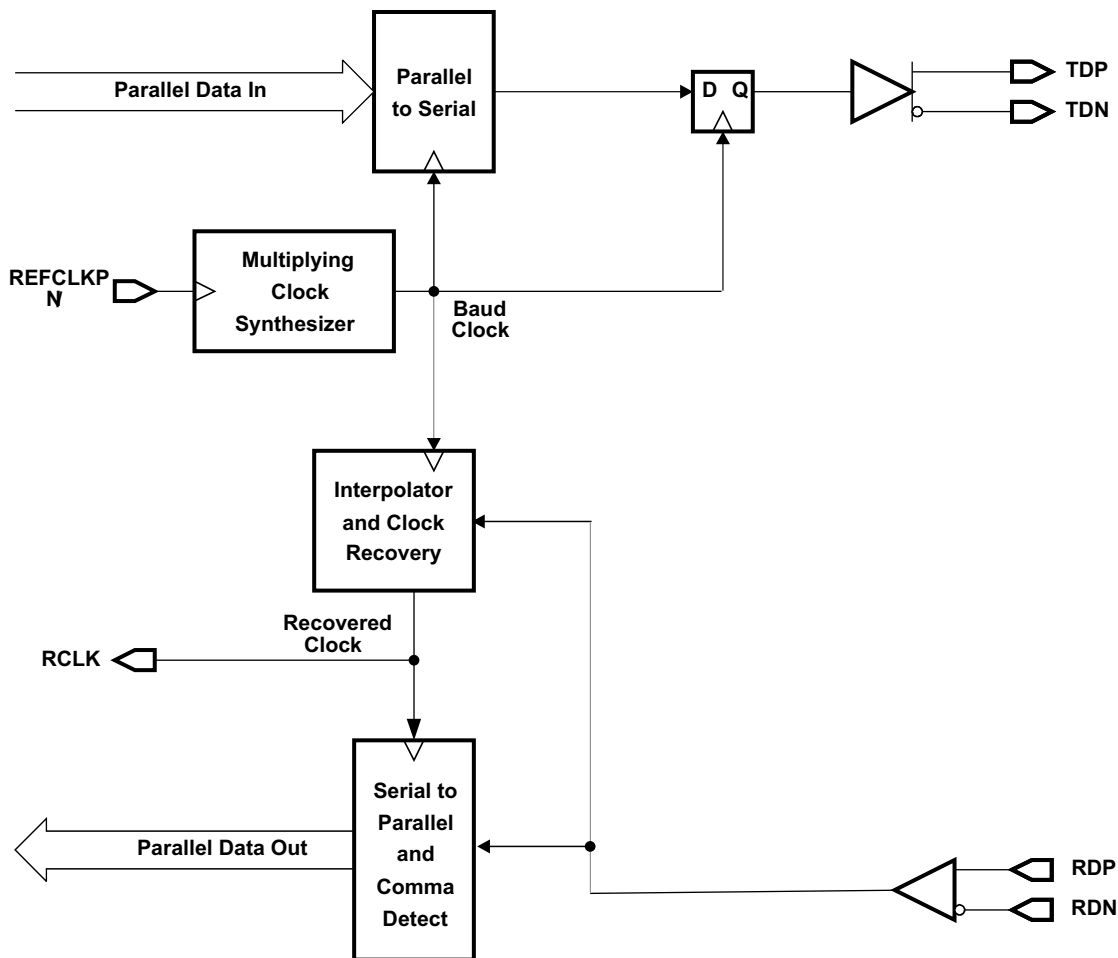 Parallel Data In
Parallel
to Serial
D Q
TDP
TDN
REFCLKP
N/
Multiplying
Clock
Synthesizer
Baud
Clock
Interpolator
and Clock
Recovery
Recovered
Clock
RCLK
Serial to
Parallel
and
Comma
Detect
Parallel Data Out
RDP
RDN